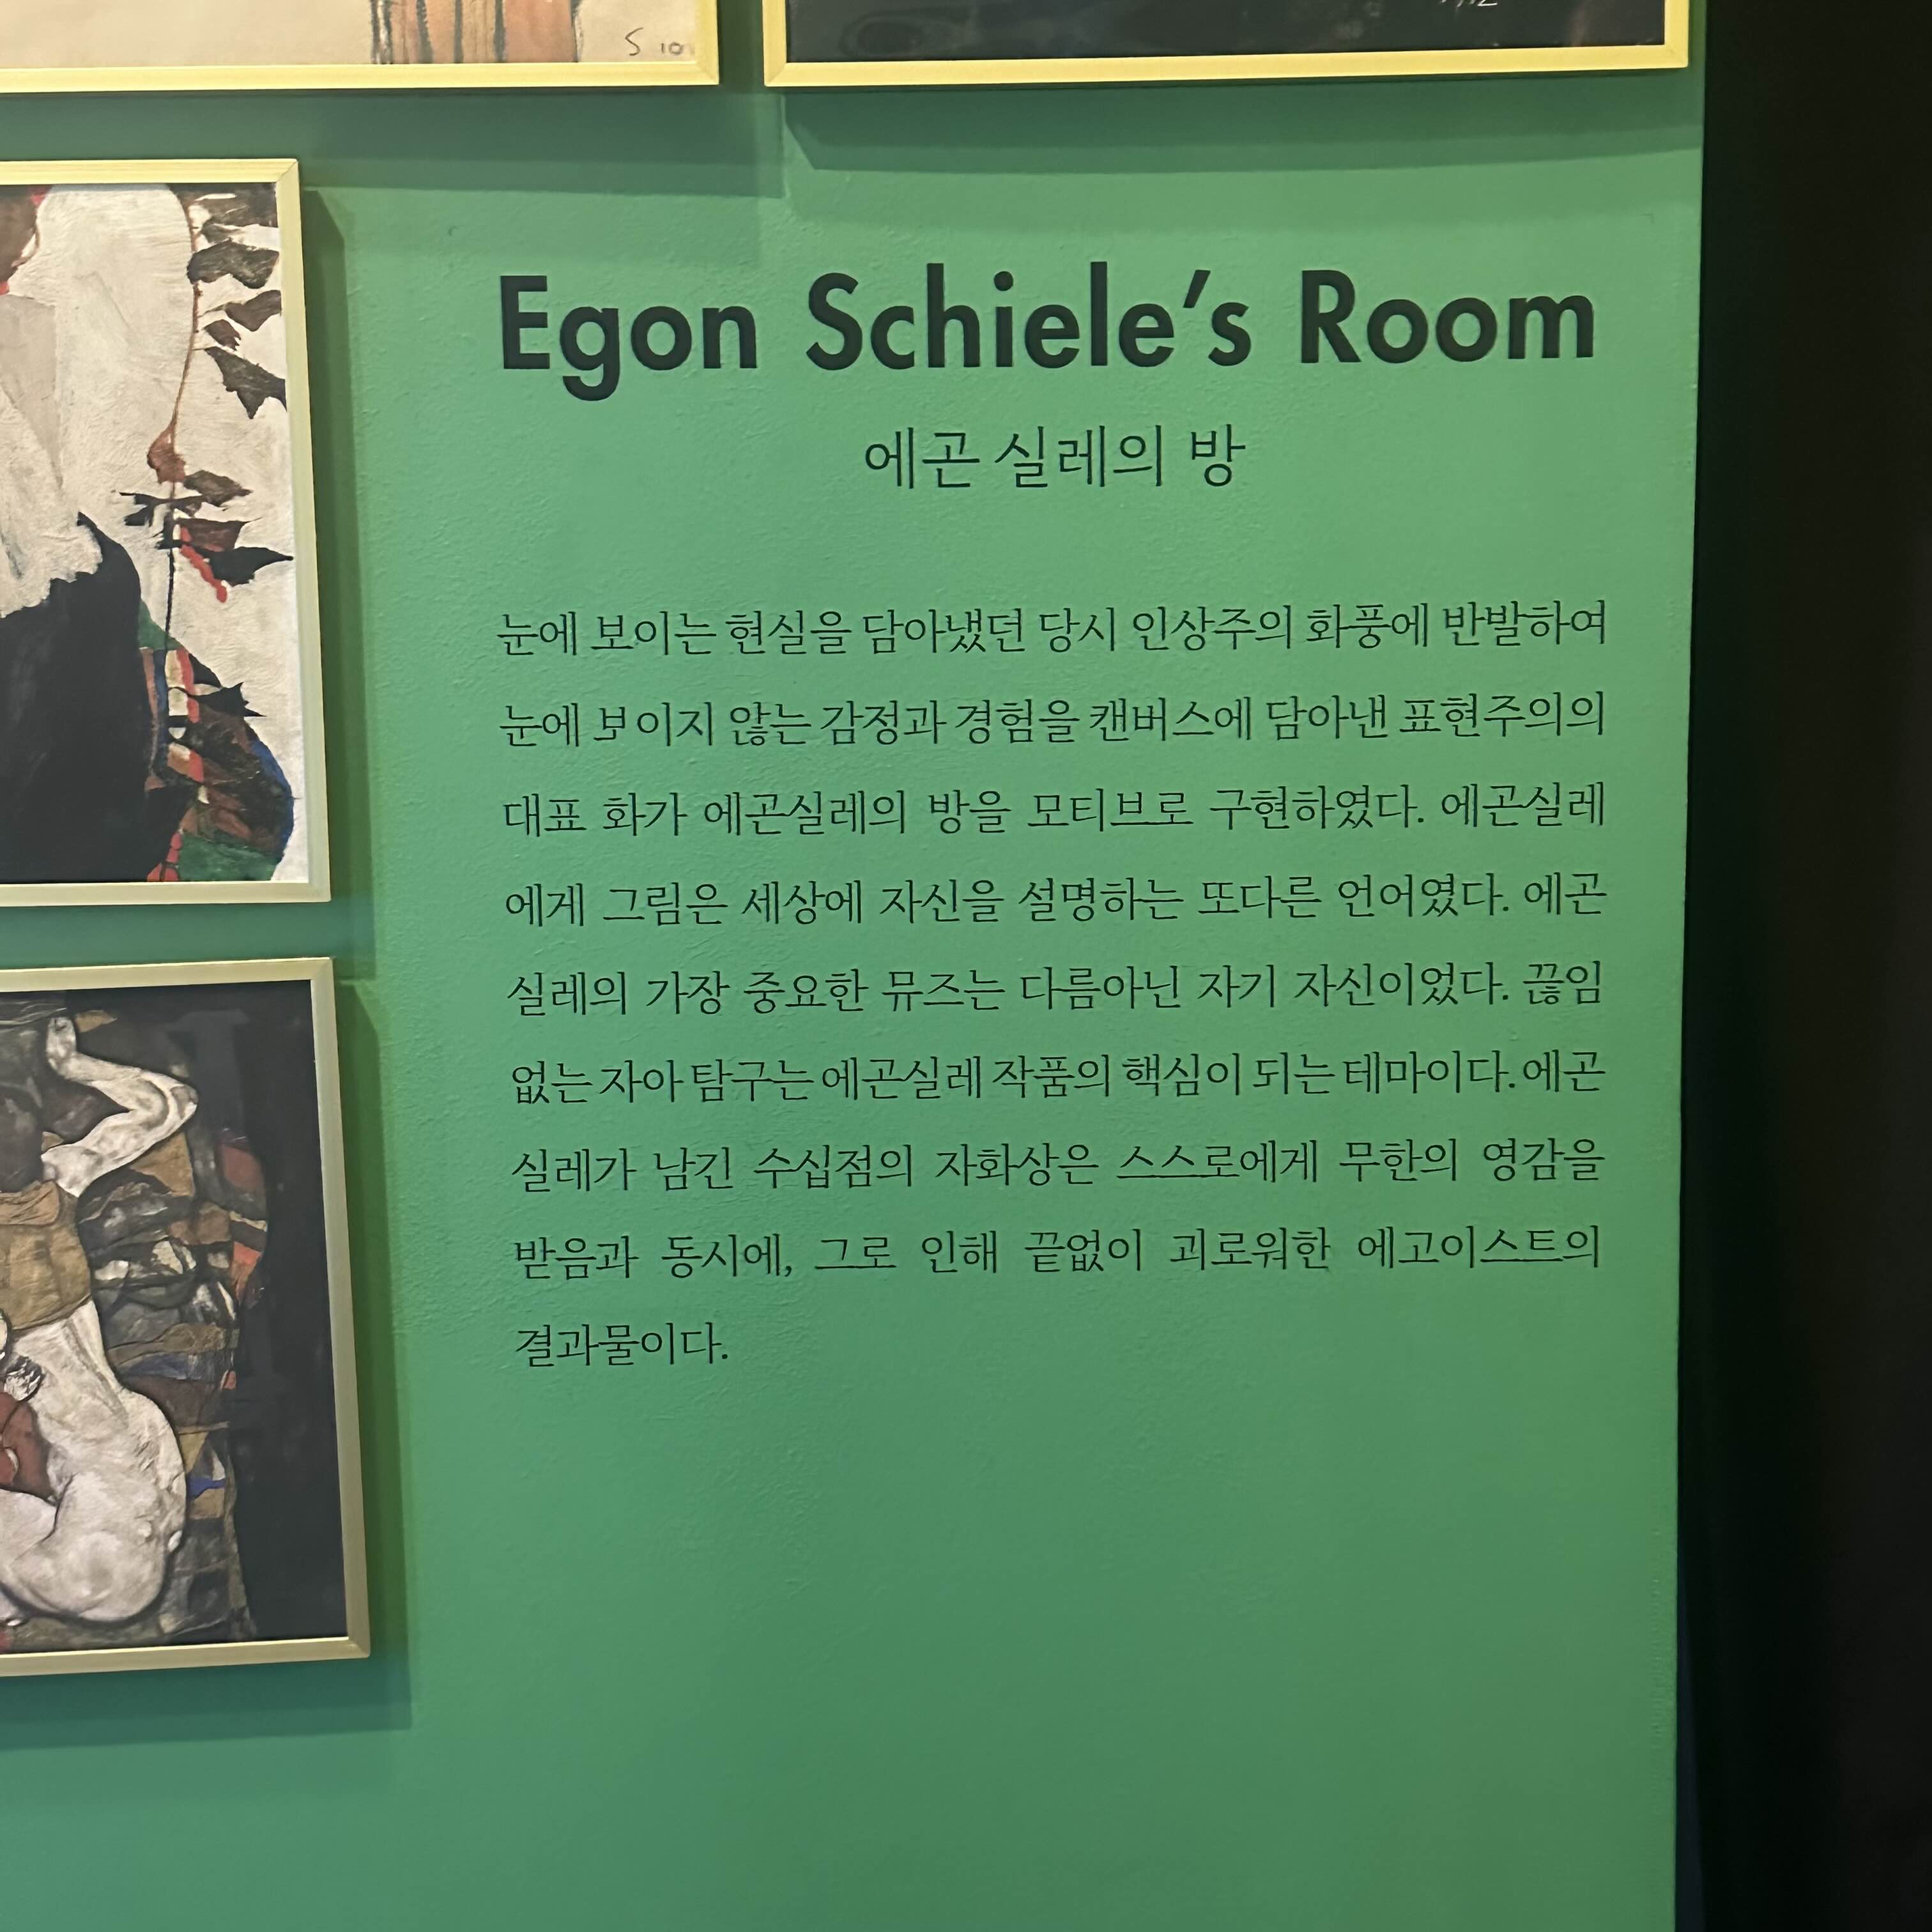 S 10
Egon Schiele’s Room
에곤 실레의 방
눈에 보이는 현실을 담아냈던 당시 인상주의 화풍에 반발하여
눈에 보이지 않는 감정과 경험을 캔버스에 담아낸 표현주의의
대표 화가 에곤실레의 방을 모티브로 구현하였다. 에곤실레
에게 그림은 세상에 자신을 설명하는 또다른 언어였다. 에곤
실레의 가장 중요한 뮤즈는 다름아닌 자기 자신이었다. 끊임
없는 자아 탐구는 에곤실레 작품의 핵심이 되는 테마이다. 에곤
실레가 남긴 수십점의 자화상은 스스로에게 무한의 영감을
받음과 동시에, 그로 인해 끝없이 괴로워한 에고이스트의
결과물이다.